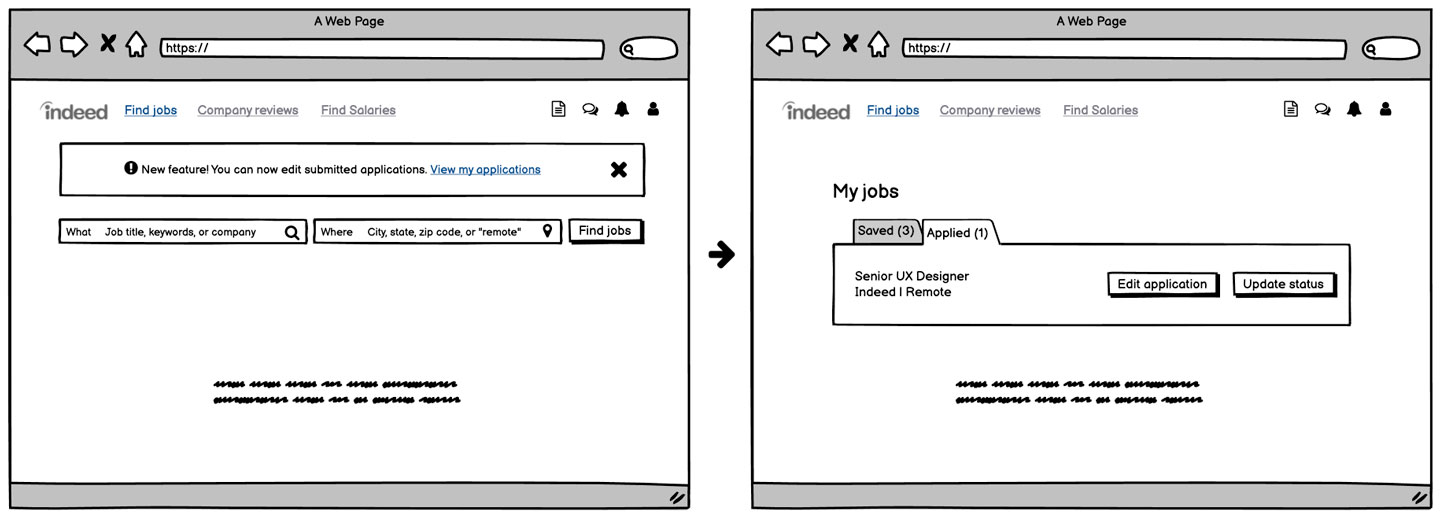 A Web Page
https://
indeed Find jobs Company reviews Find Salaries
New feature! You can now edit submitted applications. View my applications
What Job title, keywords, or company Where City, state, zip code, or "remote" Find jobs
A Web Page
https://
indeed Find jobs Company reviews Find Salaries
My jobs
Saved (3) Applied (1)
Senior UX Designer
Indeed | Remote
Edit application Update status